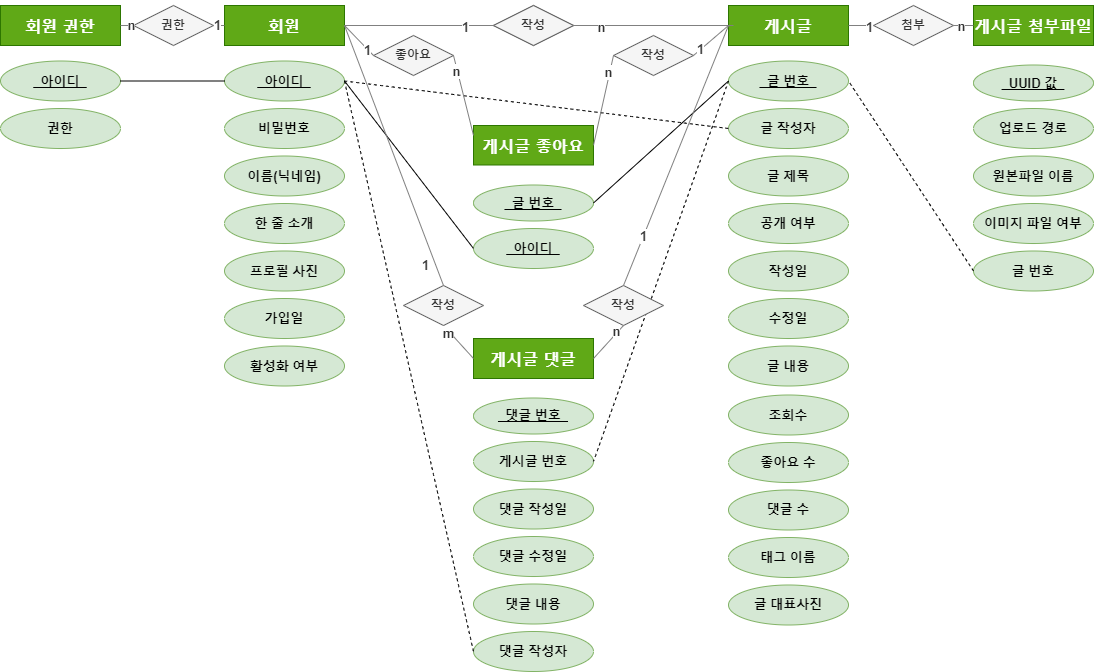 회원 권한
n
권한
1
회원
1
작성
n
게시글
1
첨부
n
게시글 첨부파일
1
좋아요
n
작성
1
n
아이디
권한
아이디
비밀번호
이름(닉네임)
한 줄 소개
프로필 사진
가입일
활성화 여부
게시글 좋아요
글 번호
아이디
1
작성
m
1
작성
n
게시글 댓글
댓글 번호
게시글 번호
댓글 작성일
댓글 수정일
댓글 내용
댓글 작성자
글 번호
글 작성자
글 제목
공개 여부
작성일
수정일
글 내용
조회수
좋아요 수
댓글 수
태그 이름
글 대표사진
UUID 값
업로드 경로
원본파일 이름
이미지 파일 여부
글 번호